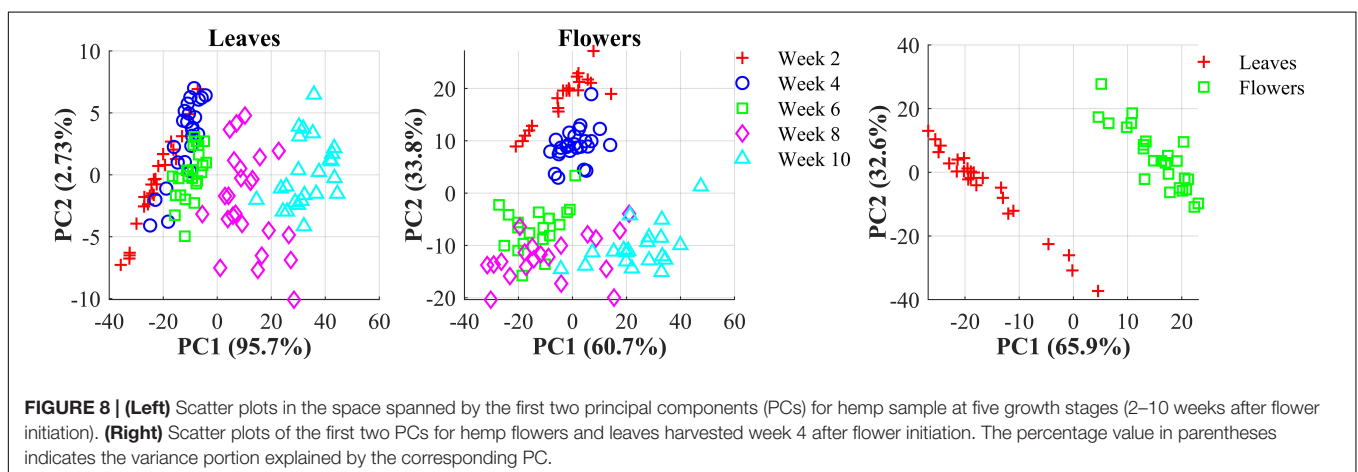 Leaves
10
5
0
-5
-10
PC2 (2.73%)
-40 -20 0 20 40 60
PC1 (95.7%)
Flowers
20
10
0
-10
-20
PC2 (33.8%)
-40 -20 0 20 40 60
PC1 (60.7%)
Week 2
Week 4
Week 6
Week 8
Week 10
40
20
0
-20
-40
PC2 (32.6%)
-20 -10 0 10 20
PC1 (65.9%)
Leaves
Flowers
FIGURE 8 | (Left) Scatter plots in the space spanned by the first two principal components (PCs) for hemp sample at five growth stages (2–10 weeks after flower
initiation). (Right) Scatter plots of the first two PCs for hemp flowers and leaves harvested week 4 after flower initiation. The percentage value in parentheses
indicates the variance portion explained by the corresponding PC.